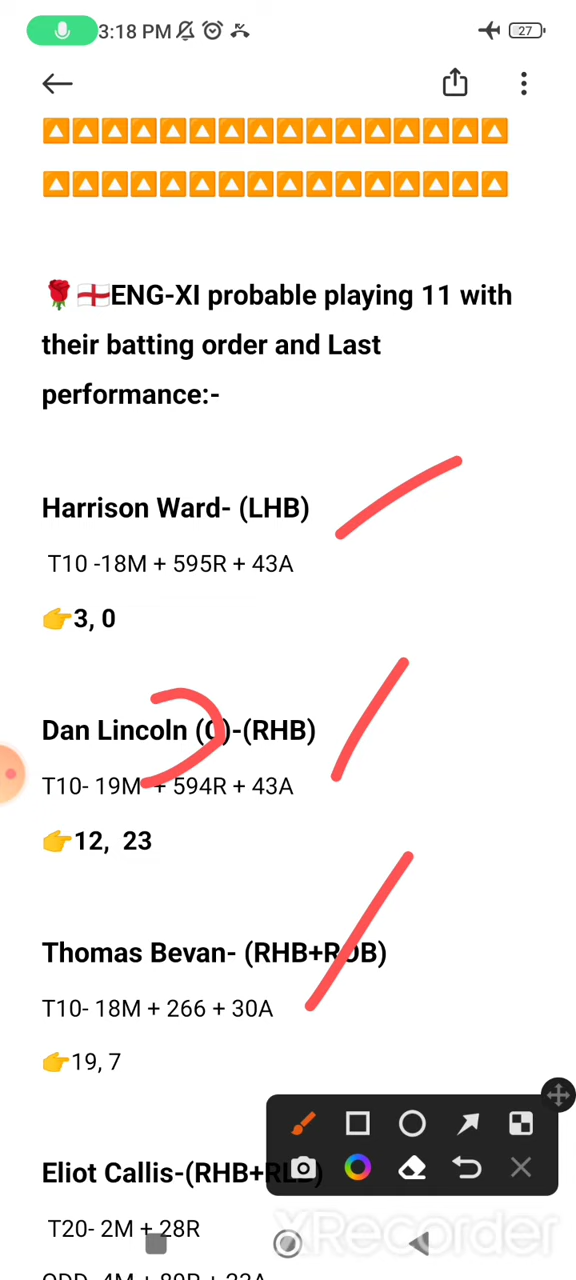 3:18 PM
27
🌹🏴󠁧󠁢󠁥󠁮󠁧󠁿ENG-XI probable playing 11 with
their batting order and Last
performance:-
Harrison Ward- (LHB)
T10 -18M + 595R + 43A
👉3, 0
Dan Lincoln (C)-(RHB)
T10- 19M + 594R + 43A
👉12, 23
Thomas Bevan- (RHB+ROB)
T10- 18M + 266 + 30A
👉19, 7
Eliot Callis-(RHB+RLB)
T20- 2M + 28R
XRecorder